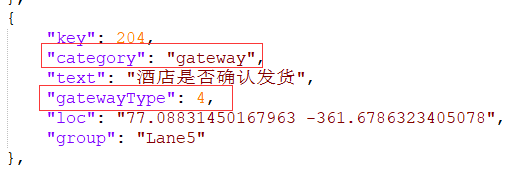 },
{
"key": 204,
"category": "gateway",
"text": "酒店是否确认发货",
"gatewayType": 4,
"loc": "77.08831450167963 -361.6786323405078",
"group": "Lane5"
},